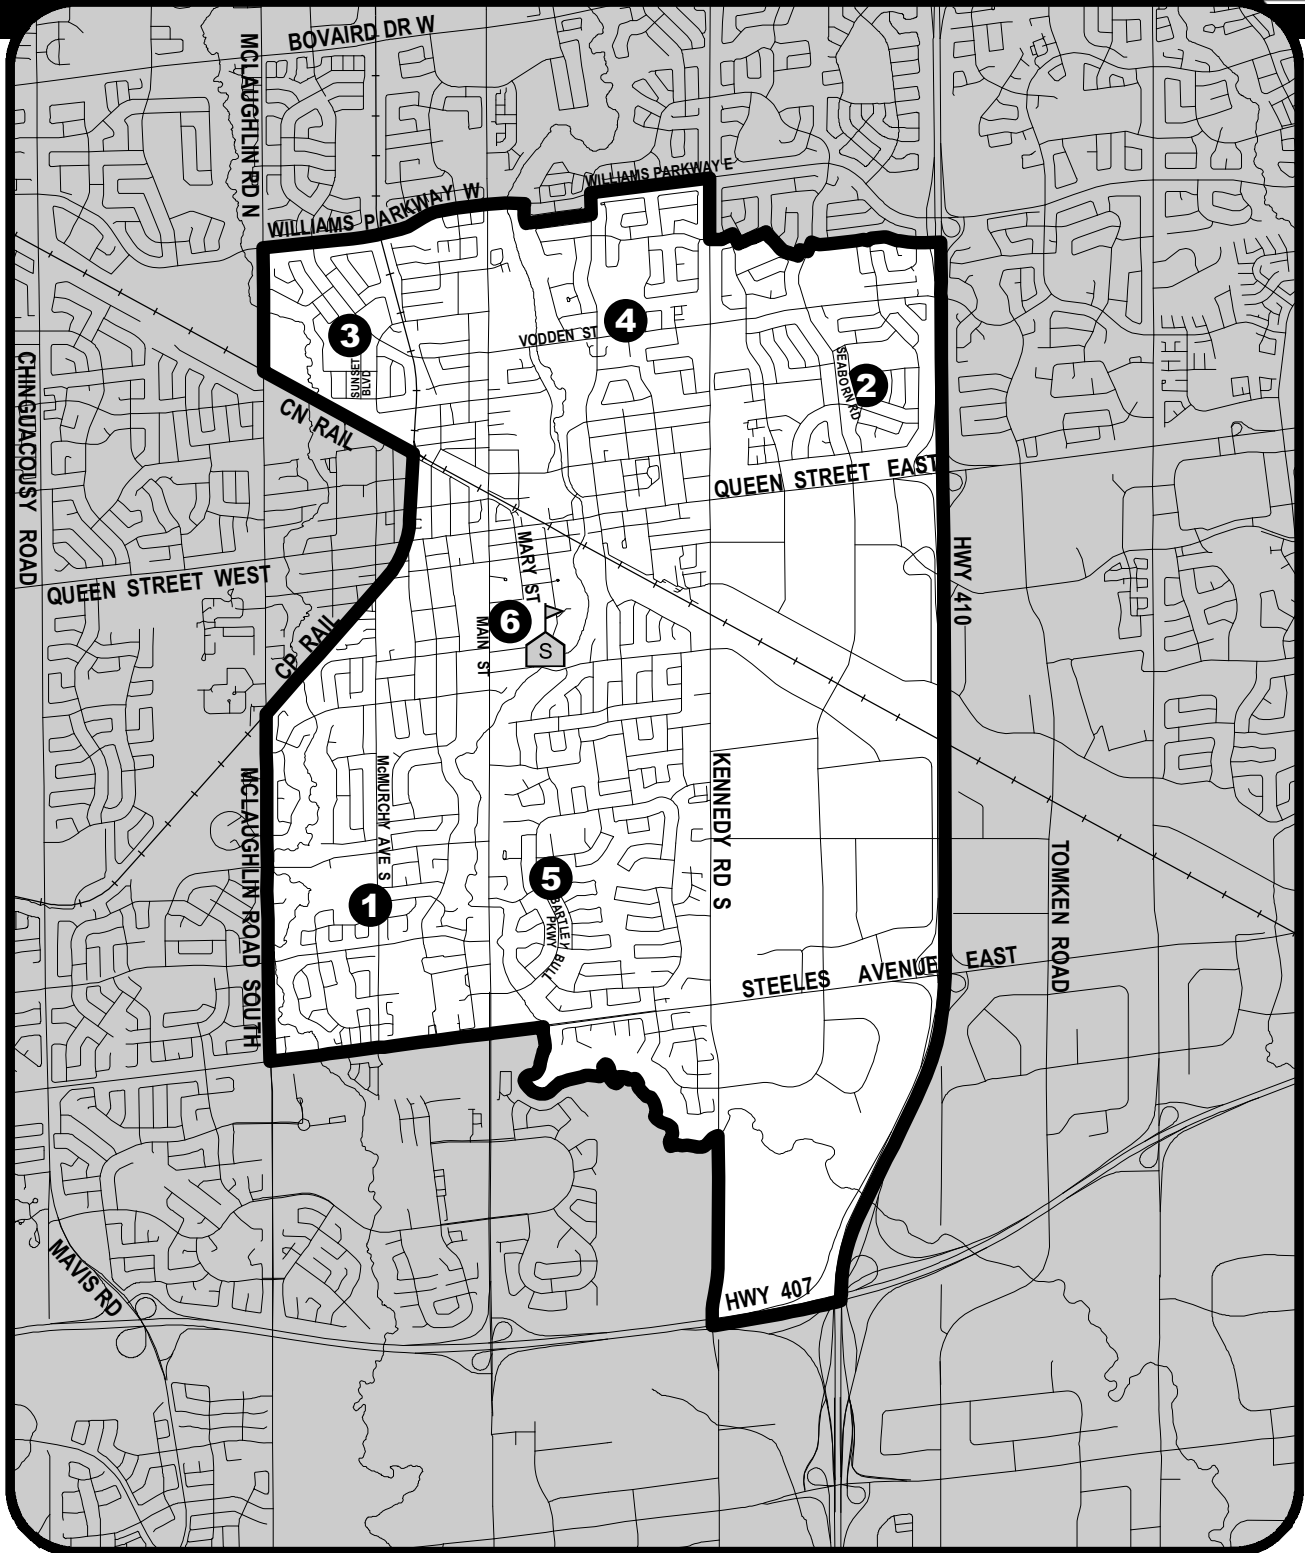 BOVAIRD DR W
MCLAUGHLIN RD N
WILLIAMS PARKWAY E
WILLIAMS PARKWAY W
3
4
VODDEN ST
SUNSET
BLVD
SEABORN RD
2
CHINGUACOUSY ROAD
CN RAIL
QUEEN STREET EAST
MARY ST
HWY 410
QUEEN STREET WEST
6
MAIN ST
S
CP RAIL
McMURCHY AVE S
KENNEDY RD S
MCLAUGHLIN ROAD SOUTH
TOMKEN ROAD
5
1
BARTLEY BULL
PKWY
STEELES AVENUE EAST
MAVIS RD
HWY 407